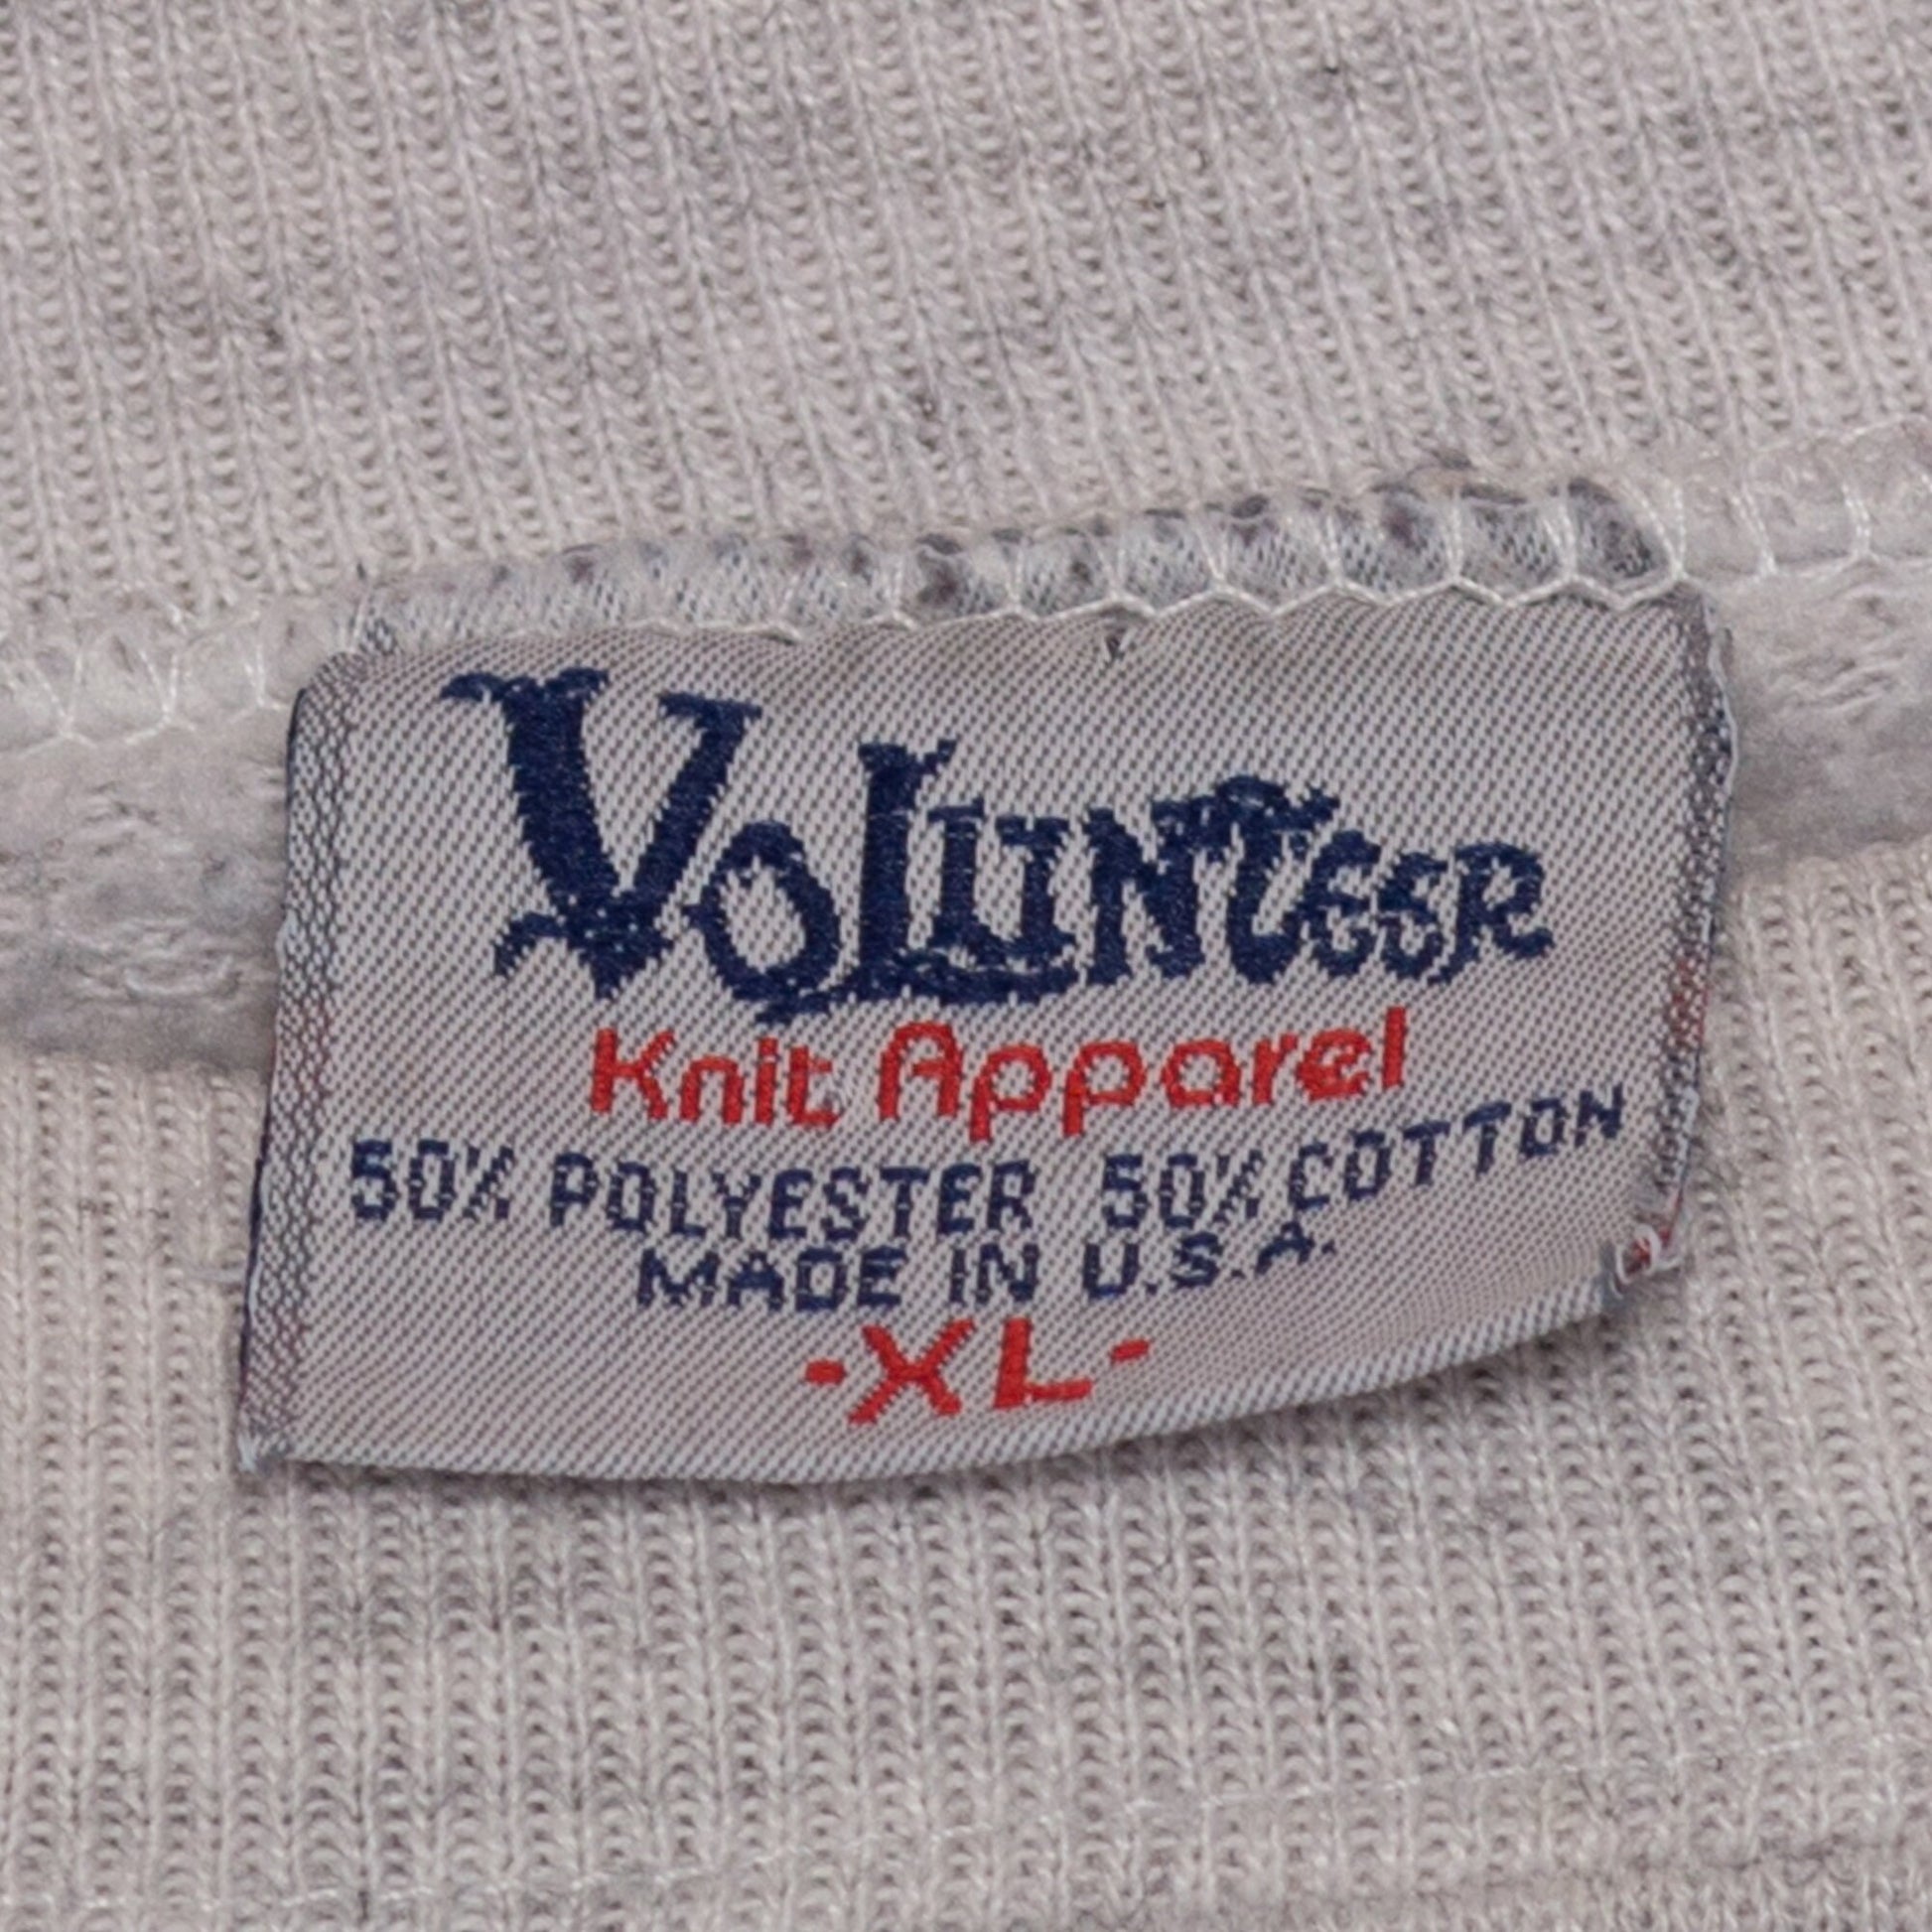 Volunteer
Knit Apparel
50% POLYESTER 50% COTTON
MADE IN U.S.A.
-XL-